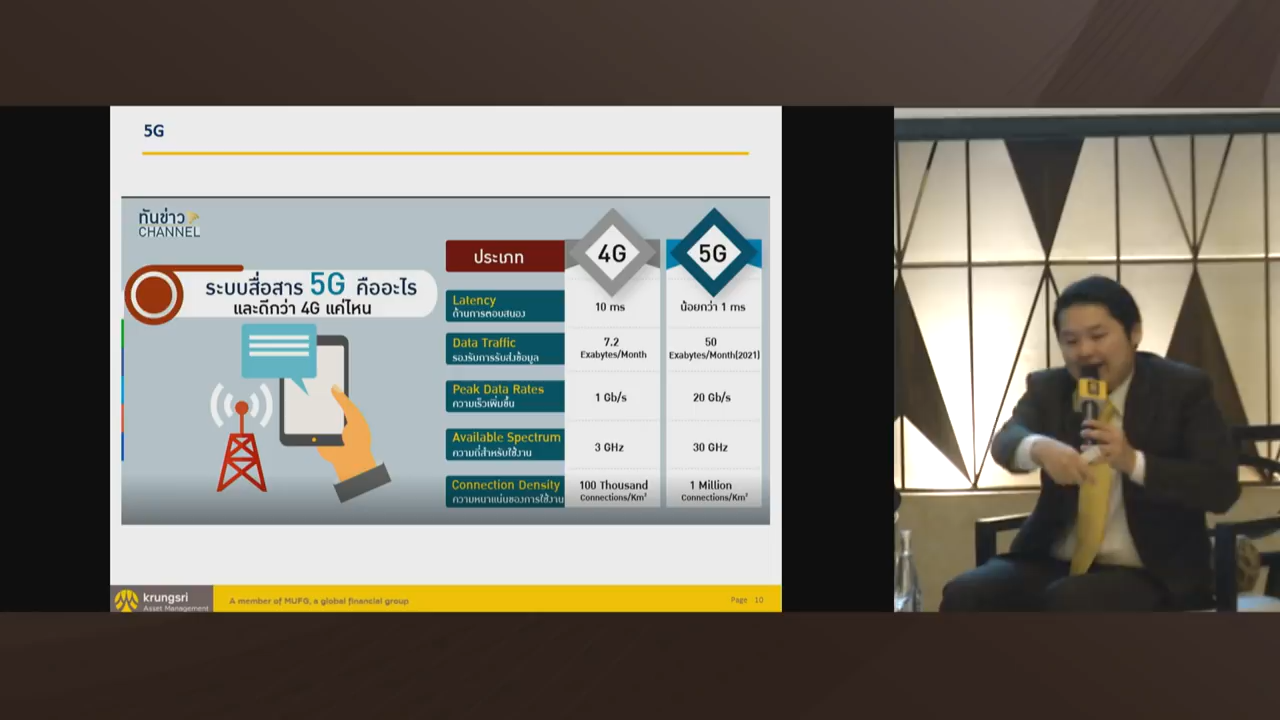 5G
ทันข่าว
CHANNEL
ระบบสื่อสาร 5G คืออะไร
และดีกว่า 4G แค่ไหน
ประเภท
4G
5G
Latency
ด้านการตอบสนอง
10 ms
น้อยกว่า 1 ms
Data Traffic
รองรับการรับส่งข้อมูล
7.2
Exabytes/Month
50
Exabytes/Month(2021)
Peak Data Rates
ความเร็วเพิ่มขึ้น
1 Gb/s
20 Gb/s
Available Spectrum
ความถี่สำหรับใช้งาน
3 GHz
30 GHz
Connection Density
ความหนาแน่นของการใช้งาน
100 Thousand
Connections/Km²
1 Million
Connections/Km²
krungsri
Asset Management
A member of MUFG, a global financial group
Page 10